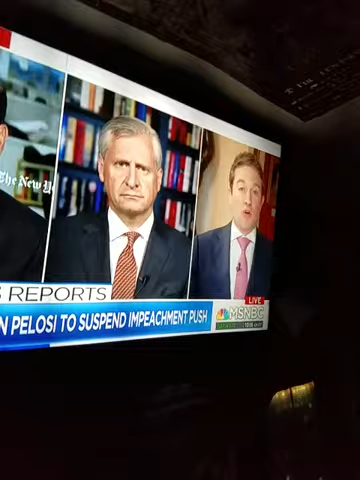 The New Y
S REPORTS
N PELOSI TO SUSPEND IMPEACHMENT PUSH
LIVE
MSNBC